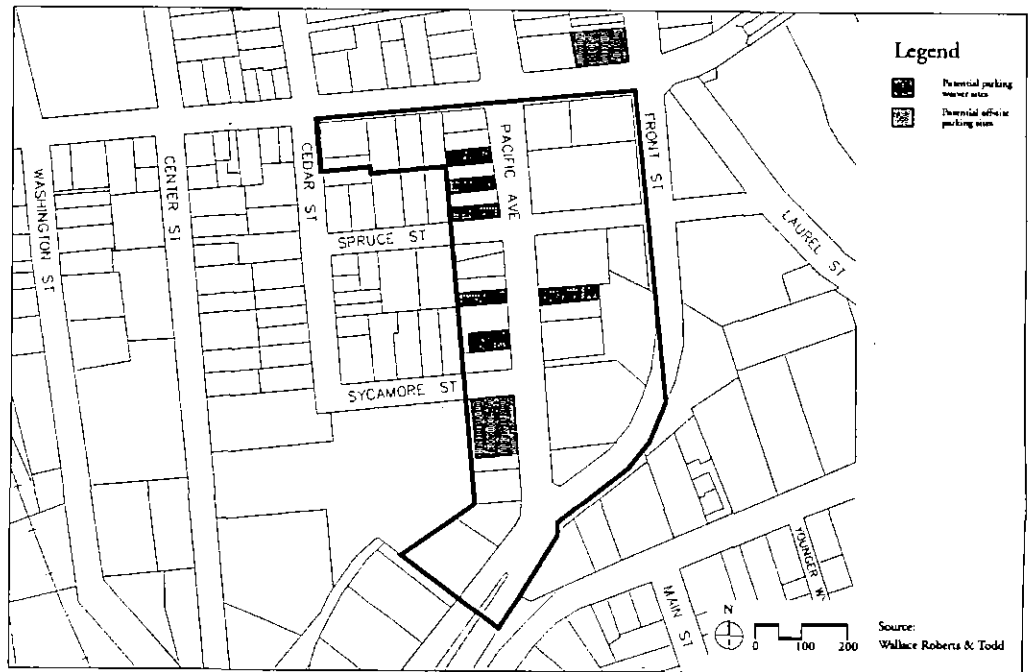 Legend
Potential parking
waiver sites
Potential off-site
parking sites
WASHINGTON ST
CENTER ST
CEDAR ST
PACIFIC AVE
FRONT ST
LAUREL ST
SPRUCE ST
SYCAMORE ST
MAIN ST
YOUNGER W
N
0 100 200
Source:
Wallace Roberts & Todd